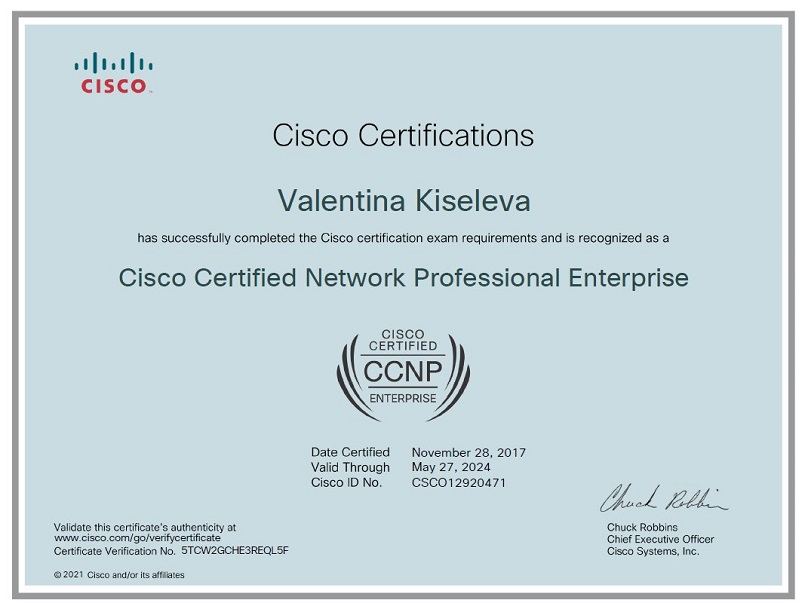 CISCO
Cisco Certifications
Valentina Kiseleva
has successfully completed the Cisco certification exam requirements and is recognized as a
Cisco Certified Network Professional Enterprise
CISCO
CERTIFIED
CCNP
ENTERPRISE
Date Certified November 28, 2017
Valid Through May 27, 2024
Cisco ID No. CSCO12920471
Chuck Robbins
Validate this certificate's authenticity at
www.cisco.com/go/verifycertificate
Certificate Verification No. 5TCW2GCHE3REQL5F
Chuck Robbins
Chief Executive Officer
Cisco Systems, Inc.
© 2021 Cisco and/or its affiliates